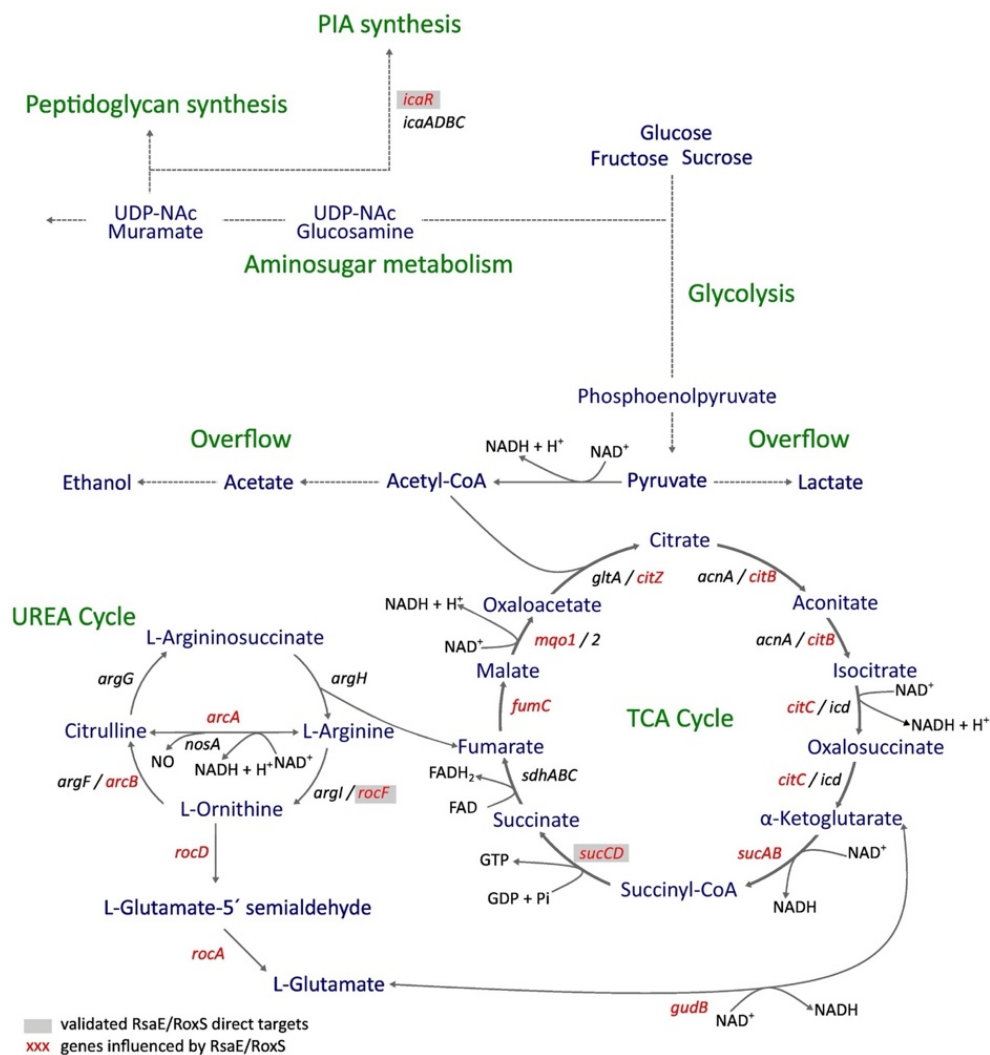 PIA synthesis
Peptidoglycan synthesis
icaR
icaADBC
Glucose
Fructose Sucrose
UDP-NAc
Muramate
UDP-NAc
Glucosamine
Aminosugar metabolism
Glycolysis
Phosphoenolpyruvate
Overflow
NADH + H⁺
NAD⁺
Overflow
Ethanol
Acetate
Acetyl-CoA
Pyruvate
Lactate
Citrate
gltA / citZ
acnA / citB
NADH + H⁺
Oxaloacetate
Aconitate
UREA Cycle
L-Argininosuccinate
NAD⁺
mqo1 / 2
acnA / citB
Malate
Isocitrate
argG
argH
NAD⁺
fumC
TCA Cycle
citC / icd
NADH + H⁺
arcA
Citrulline
L-Arginine
Fumarate
Oxalosuccinate
nosA
NO
NADH + H⁺
NAD⁺
FADH₂
sdhABC
citC / icd
argF / arcB
argI / rocF
FAD
L-Ornithine
Succinate
α-Ketoglutarate
rocD
sucCD
sucAB
NAD⁺
GTP
GDP + Pi
Succinyl-CoA
NADH
L-Glutamate-5´ semialdehyde
rocA
L-Glutamate
gudB
NAD⁺
NADH
validated RsaE/RoxS direct targets
xxx genes influenced by RsaE/RoxS